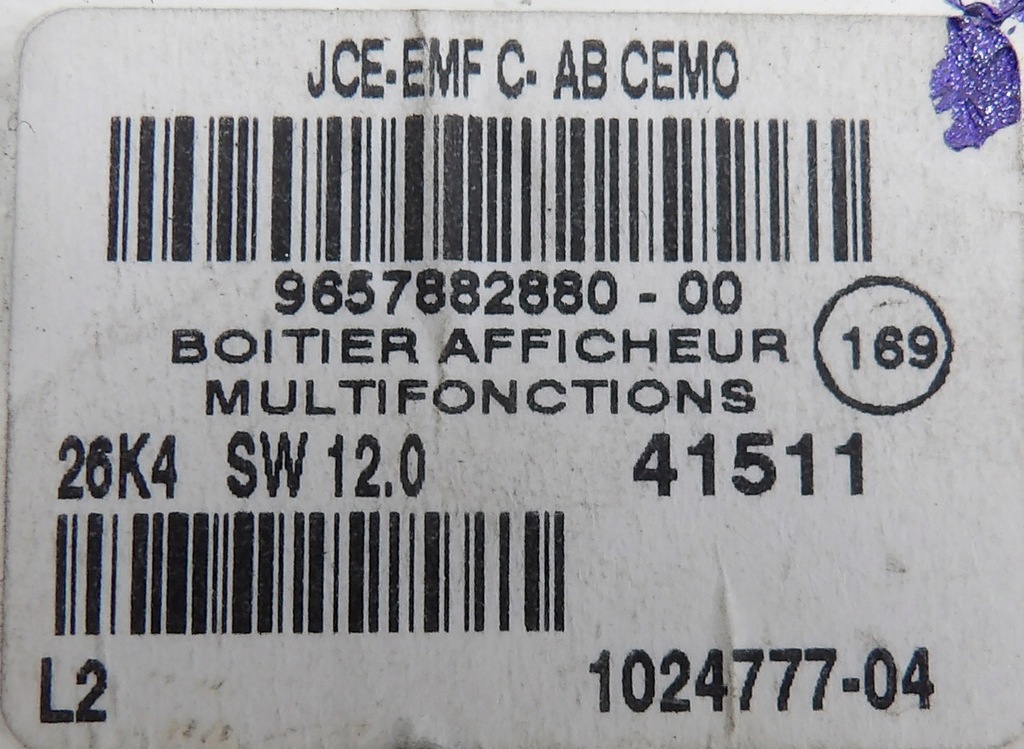 JCE-EMF C- AB CEMO
9657882880 - 00
BOITIER AFFICHEUR
MULTIFONCTIONS
169
26K4 SW 12.0
41511
L2
1024777-04